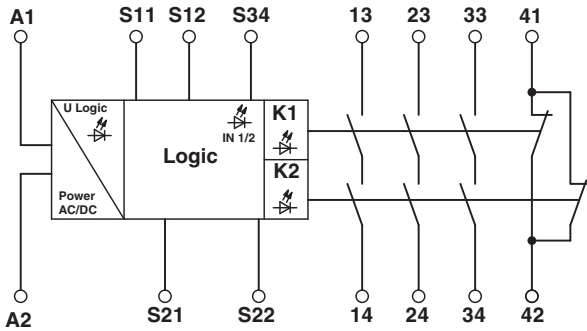 A1 S11 S12 S34 13 23 33 41
U Logic
IN 1/2
K1
Logic
K2
Power
AC/DC
A2 S21 S22 14 24 34 42